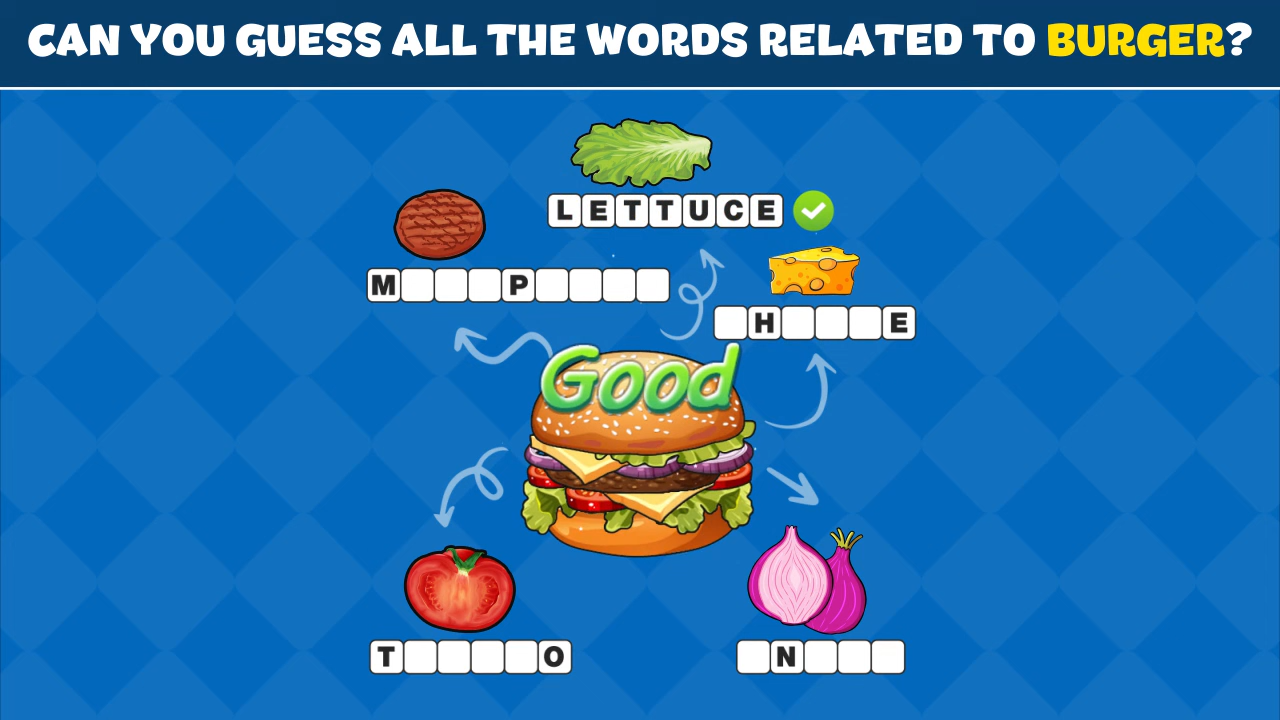 CAN YOU GUESS ALL THE WORDS RELATED TO BURGER?
LETTUCE
M P
H E
Good
T O
N